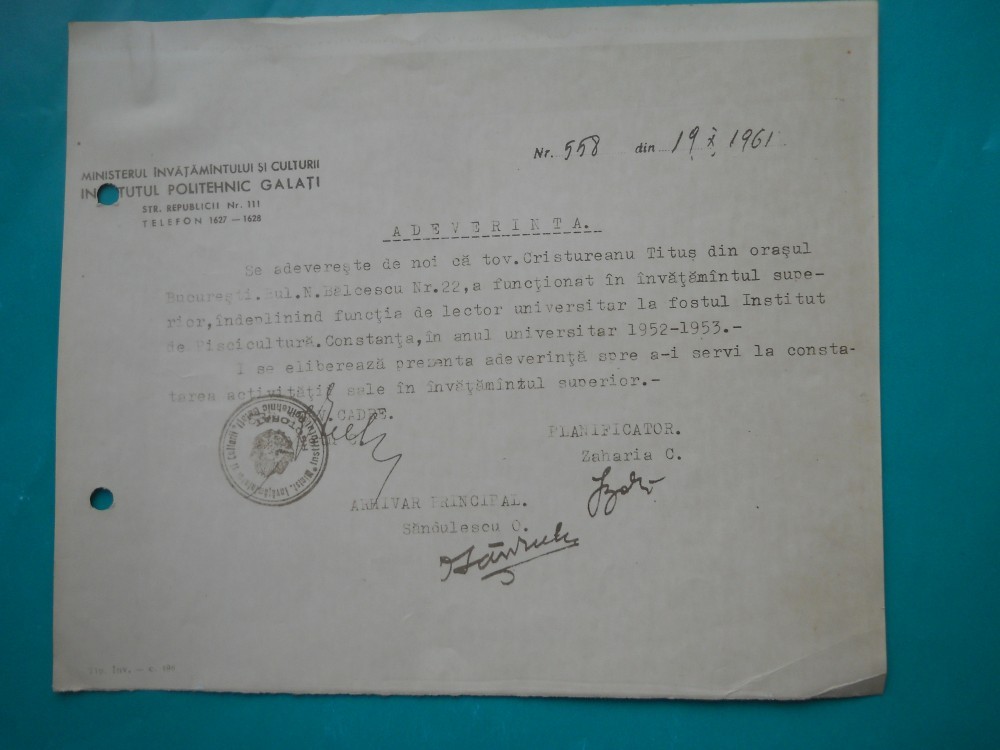 Nr. 558 din 19 X 1961
MINISTERUL ÎNVĂŢĂMÎNTULUI ŞI CULTURII
INSTITUTUL POLITEHNIC GALAŢI
STR. REPUBLICII Nr. 111
TELEFON 1627 — 1628
ADEVERINTA.
Se adevereşte de noi că tov.Cristureanu Titus din oraşul
Bucureşti.Bul.N.Bălcescu Nr.22,a funcţionat în învăţămîntul supe-
rior,îndeplinind funcţia de lector universitar la fostul Institut
de Piscicultură.Constanţa,în anul universitar 1952-1953.-
I se eliberează prezenta adeverinţă spre a-i servi la consta-
tarea activităţii sale în învăţămîntul superior.-
CADRE.
PLANIFICATOR.
Zaharia C.
ARHIVAR PRINCIPAL.
Săndulescu O.